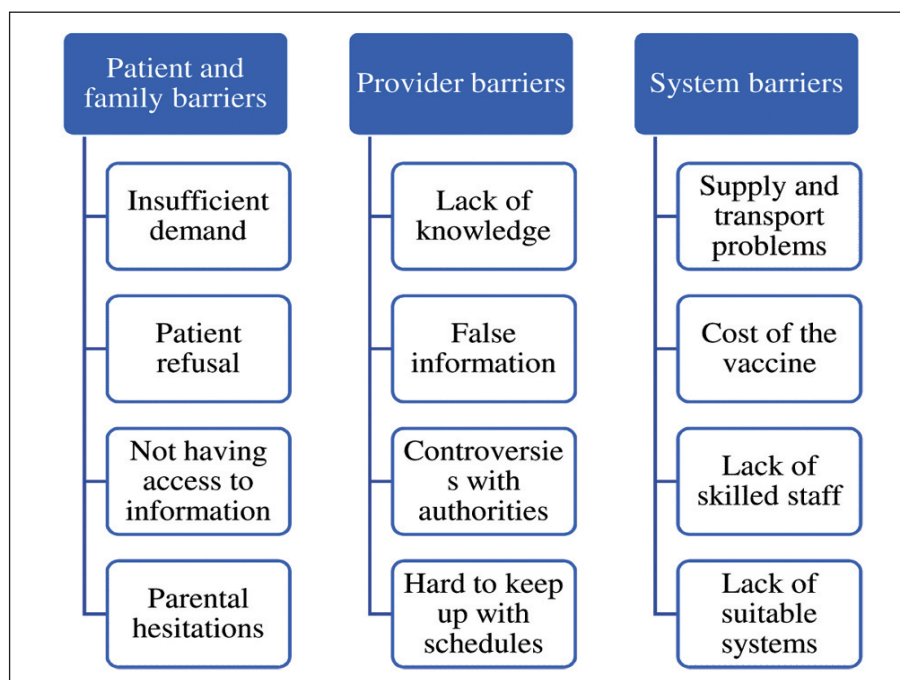 Patient and
family barriers
Insufficient
demand
Patient
refusal
Not having
access to
information
Parental
hesitations
Provider barriers
Lack of
knowledge
False
information
Controversie
s with
authorities
Hard to keep
up with
schedules
System barriers
Supply and
transport
problems
Cost of the
vaccine
Lack of
skilled staff
Lack of
suitable
systems